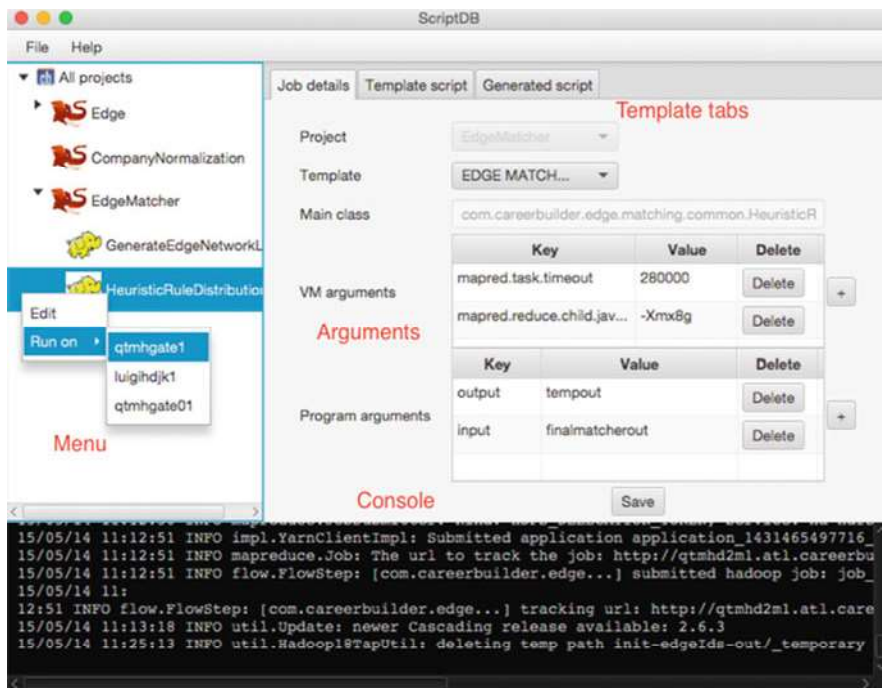 ScriptDB
File Help
All projects
Edge
CompanyNormalization
EdgeMatcher
GenerateEdgeNetworkL
HeuristicRuleDistribution
Edit
Run on
qtmhgate1
luigihdjk1
qtmhgate01
Menu
Job details Template script Generated script
Template tabs
Project EdgeMatcher
Template EDGE MATCH...
Main class com.careerbuilder.edge.matching.common.HeuristicR
VM arguments
Key Value Delete
mapred.task.timeout 280000 Delete
mapred.reduce.child.jav... -Xmx8g Delete
+
Arguments
Program arguments
Key Value Delete
output tempout Delete
input finalmatcherout Delete
+
Console
Save
15/05/14 11:12:51 INFO impl.YarnClientImpl: Submitted application application_1431465497716_
15/05/14 11:12:51 INFO mapreduce.Job: The url to track the job: http://qtmhd2m1.atl.careerbu
15/05/14 11:12:51 INFO flow.FlowStep: [com.careerbuilder.edge...] submitted hadoop job: job_
15/05/14 11:
12:51 INFO flow.FlowStep: [com.careerbuilder.edge...] tracking url: http://qtmhd2m1.atl.care
15/05/14 11:13:18 INFO util.Update: newer Cascading release available: 2.6.3
15/05/14 11:25:13 INFO util.Hadoop18TapUtil: deleting temp path init-edgeIds-out/_temporary